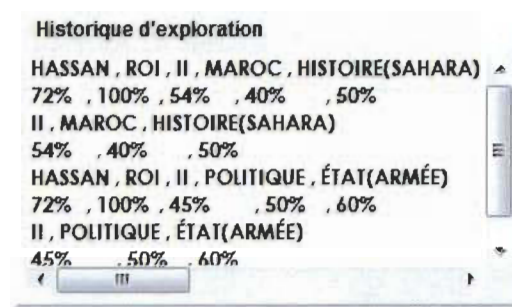 Historique d'exploration
HASSAN , ROI , II , MAROC , HISTOIRE(SAHARA)
72% , 100% , 54% , 40% , 50%
II , MAROC , HISTOIRE(SAHARA)
54% , 40% , 50%
HASSAN , ROI , II , POLITIQUE , ÉTAT(ARMÉE)
72% , 100% , 45% , 50% , 60%
II , POLITIQUE , ÉTAT(ARMÉE)
45% , 50% , 60%